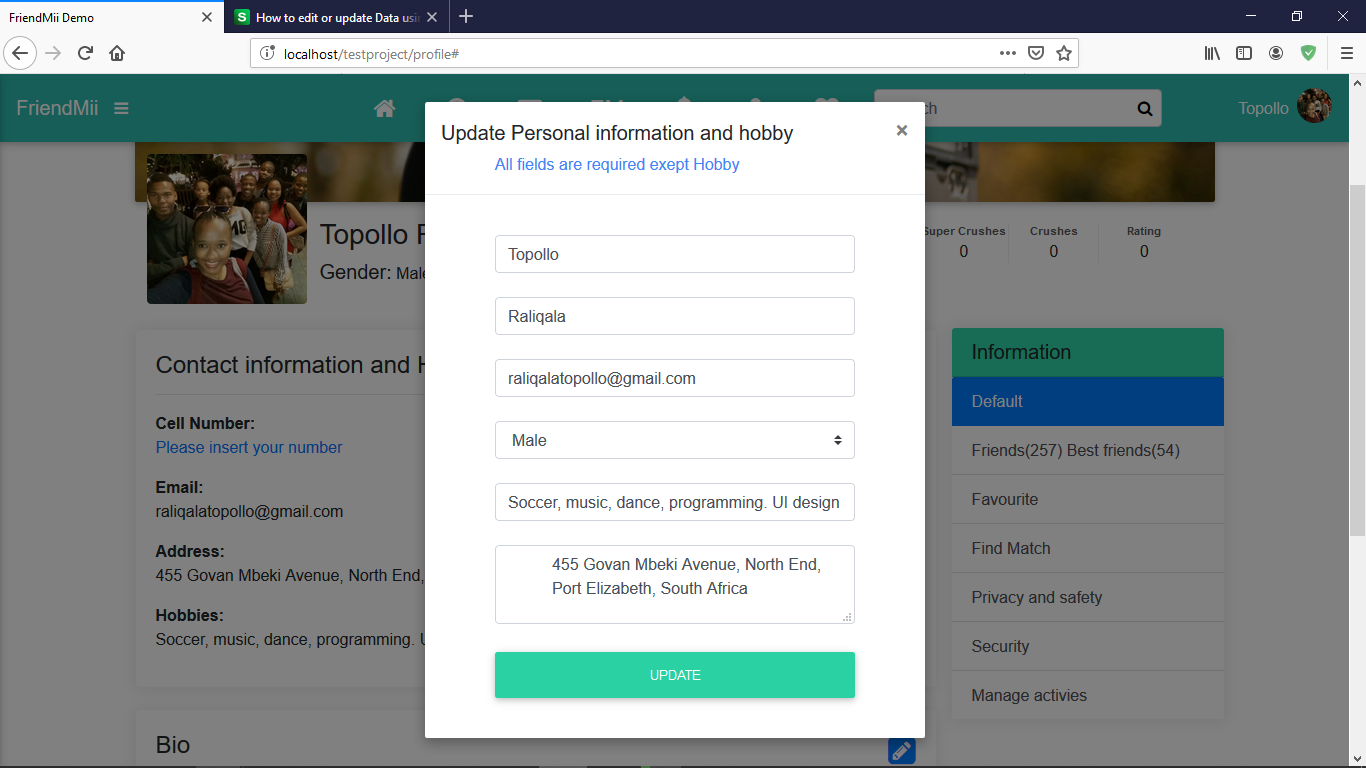 FriendMii Demo
How to edit or update Data usi
localhost/testproject/profile#
FriendMii
Topollo
Update Personal information and hobby
All fields are required exept Hobby
Topollo
Gender: Male
Super Crushes
0
Crushes
0
Rating
0
Topollo
Raliqala
raliqalatopollo@gmail.com
Male
Soccer, music, dance, programming. UI design
455 Govan Mbeki Avenue, North End,
Port Elizabeth, South Africa
UPDATE
Contact information and H
Cell Number:
Please insert your number
Email:
raliqalatopollo@gmail.com
Address:
455 Govan Mbeki Avenue, North End,
Hobbies:
Soccer, music, dance, programming. U
Bio
Information
Default
Friends(257) Best friends(54)
Favourite
Find Match
Privacy and safety
Security
Manage activies